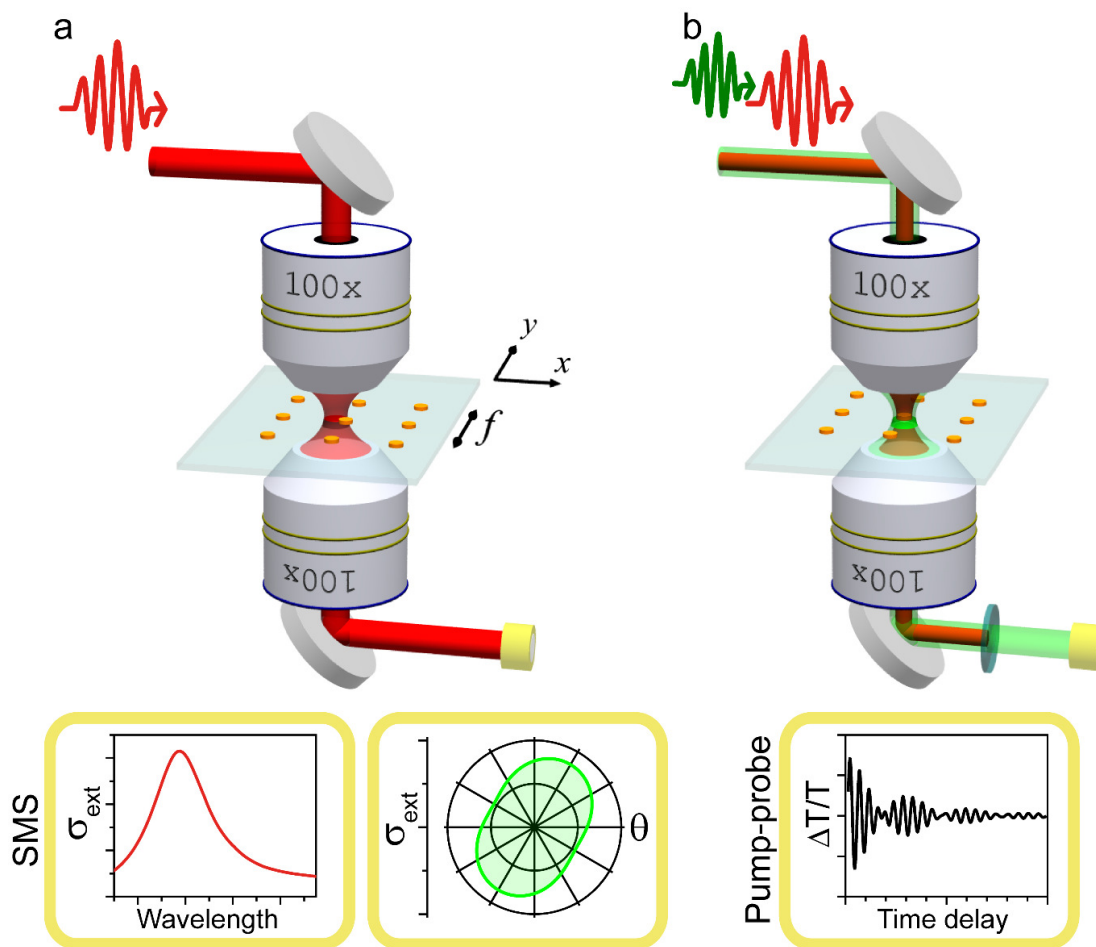 a
b
100x
100x
y
x
f
100x
100x
SMS
σext
Wavelength
σext
θ
Pump-probe
ΔT/T
Time delay